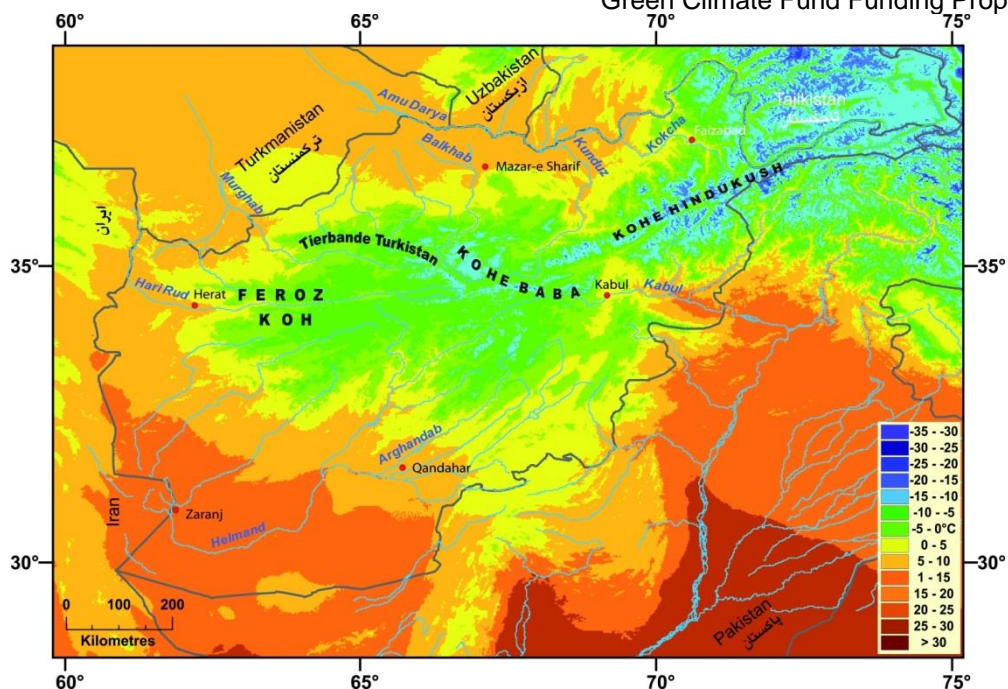 Green Climate Fund Funding Prop
60°
65°
70°
75°
Uzbakistan
ازبکستان
Amu Darya
Tajikistan
Turkmanistan
ترکمنستان
Kokcha
Faizabad
Balkhab
Kunduz
Mazar-e Sharif
Murghab
ایران
KOHE HINDUKUSH
Tierbande Turkistan
35°
KOHE BABA
35°
Hari Rud
Herat
FEROZ
KOH
Kabul
Kabul
Arghandab
Qandahar
Iran
Zaranj
Helmand
-35 - -30
-30 - -25
-25 - -20
-20 - -15
-15 - -10
-10 - -5
-5 - 0°C
0 - 5
5 - 10
1 - 15
15 - 20
20 - 25
25 - 30
> 30
30°
30°
0 100 200
Kilometres
Pakistan
پاکستان
60°
65°
70°
75°